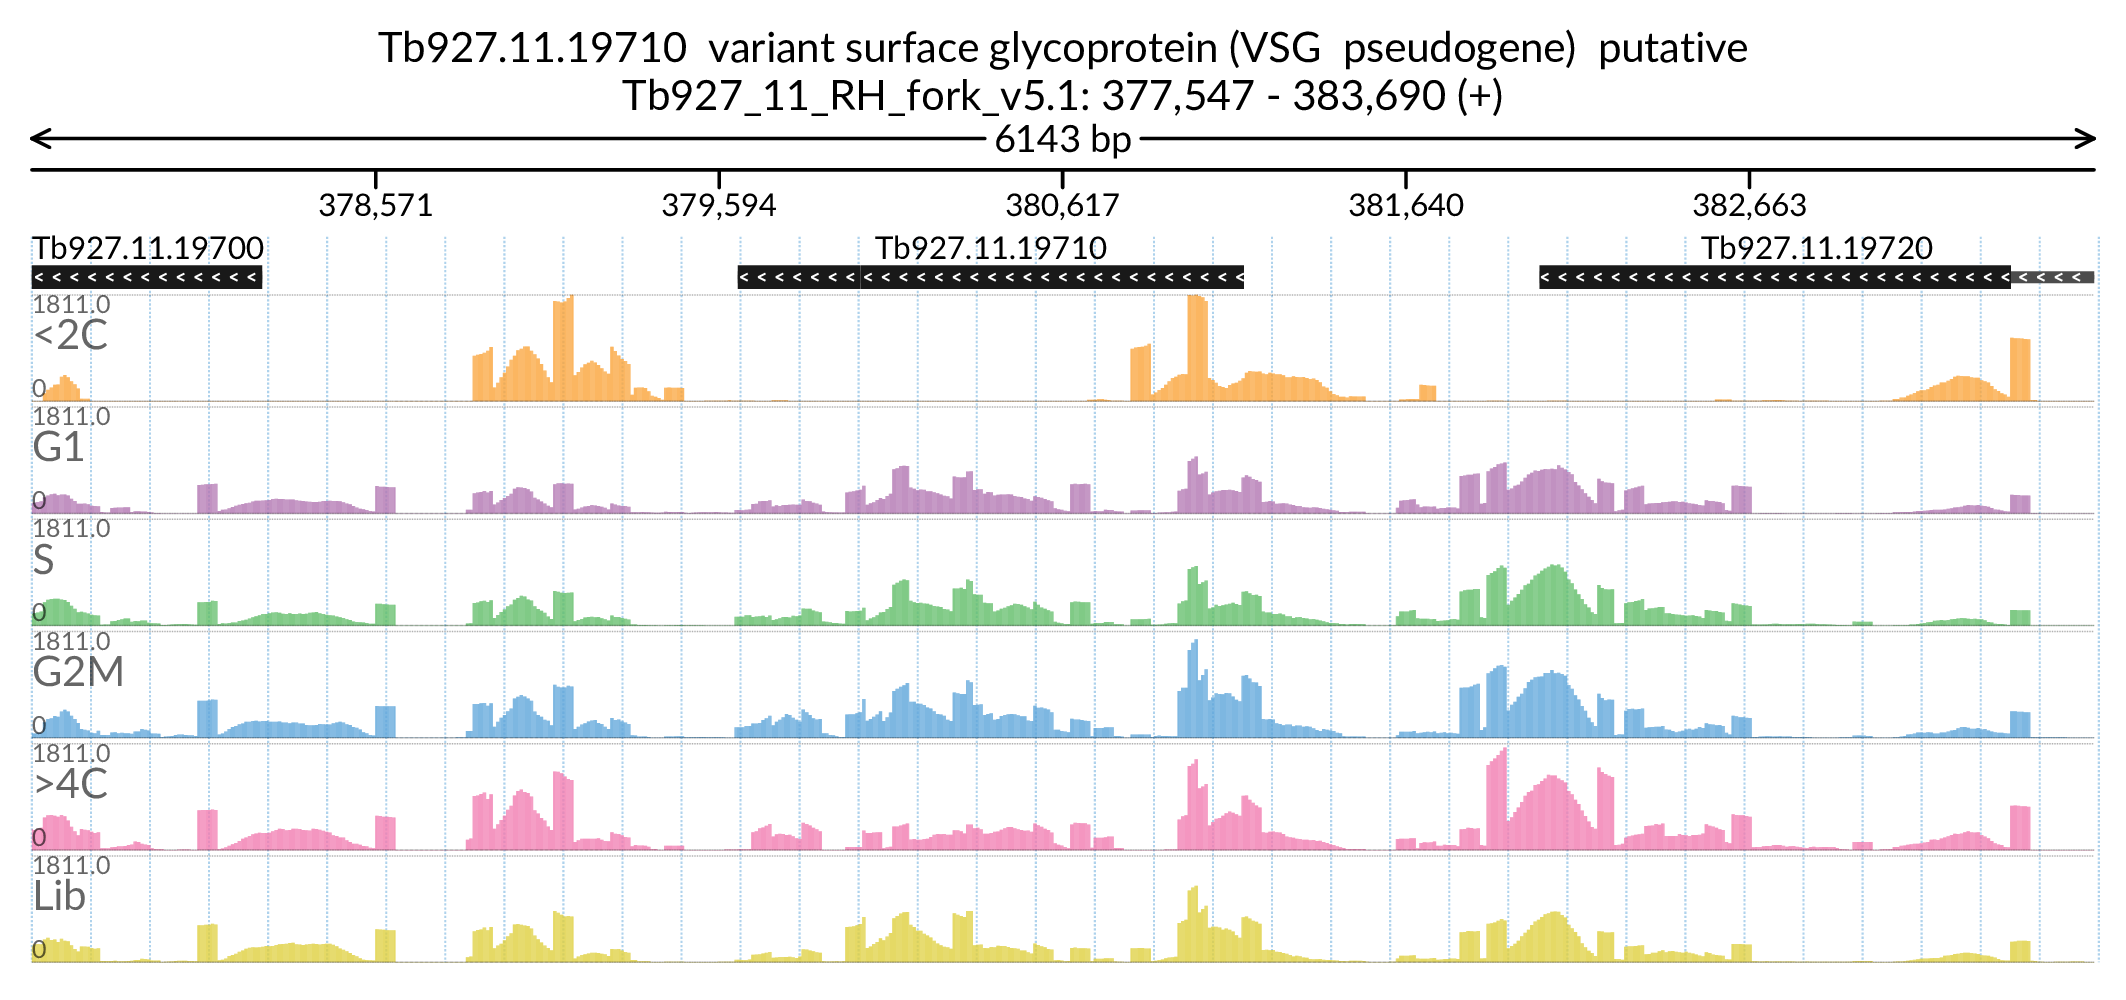 Tb927.11.19710  variant surface glycoprotein (VSG  pseudogene)  putative
Tb927_11_RH_fork_v5.1: 377,547 - 383,690 (+)
6143 bp
378,571 379,594 380,617 381,640 382,663
Tb927.11.19700 Tb927.11.19710 Tb927.11.19720
1811.0
<2C
0
1811.0
G1
0
1811.0
S
0
1811.0
G2M
0
1811.0
>4C
0
1811.0
Lib
0